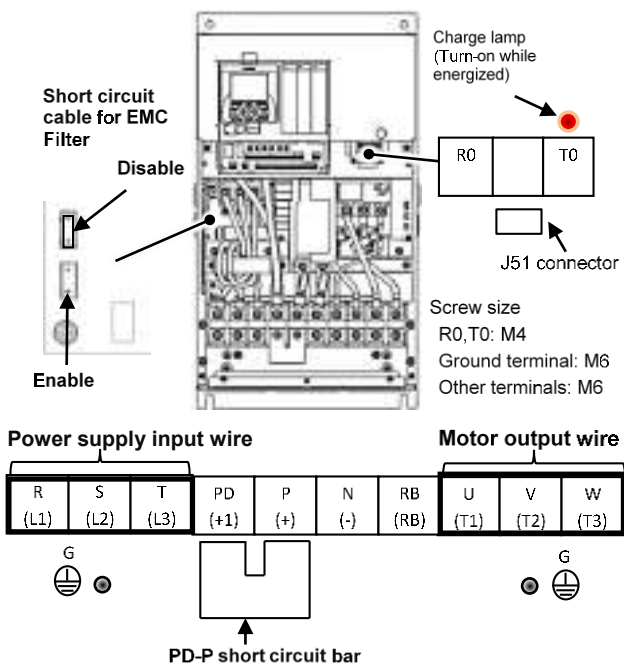 Charge lamp
(Turn-on while
energized)
Short circuit
cable for EMC
Filter
Disable
R0 T0
J51 connector
Enable
Screw size
R0,T0: M4
Ground terminal: M6
Other terminals: M6
Power supply input wire Motor output wire
R S T PD P N RB U V W
(L1) (L2) (L3) (+1) (+) (-) (RB) (T1) (T2) (T3)
G G
PD-P short circuit bar